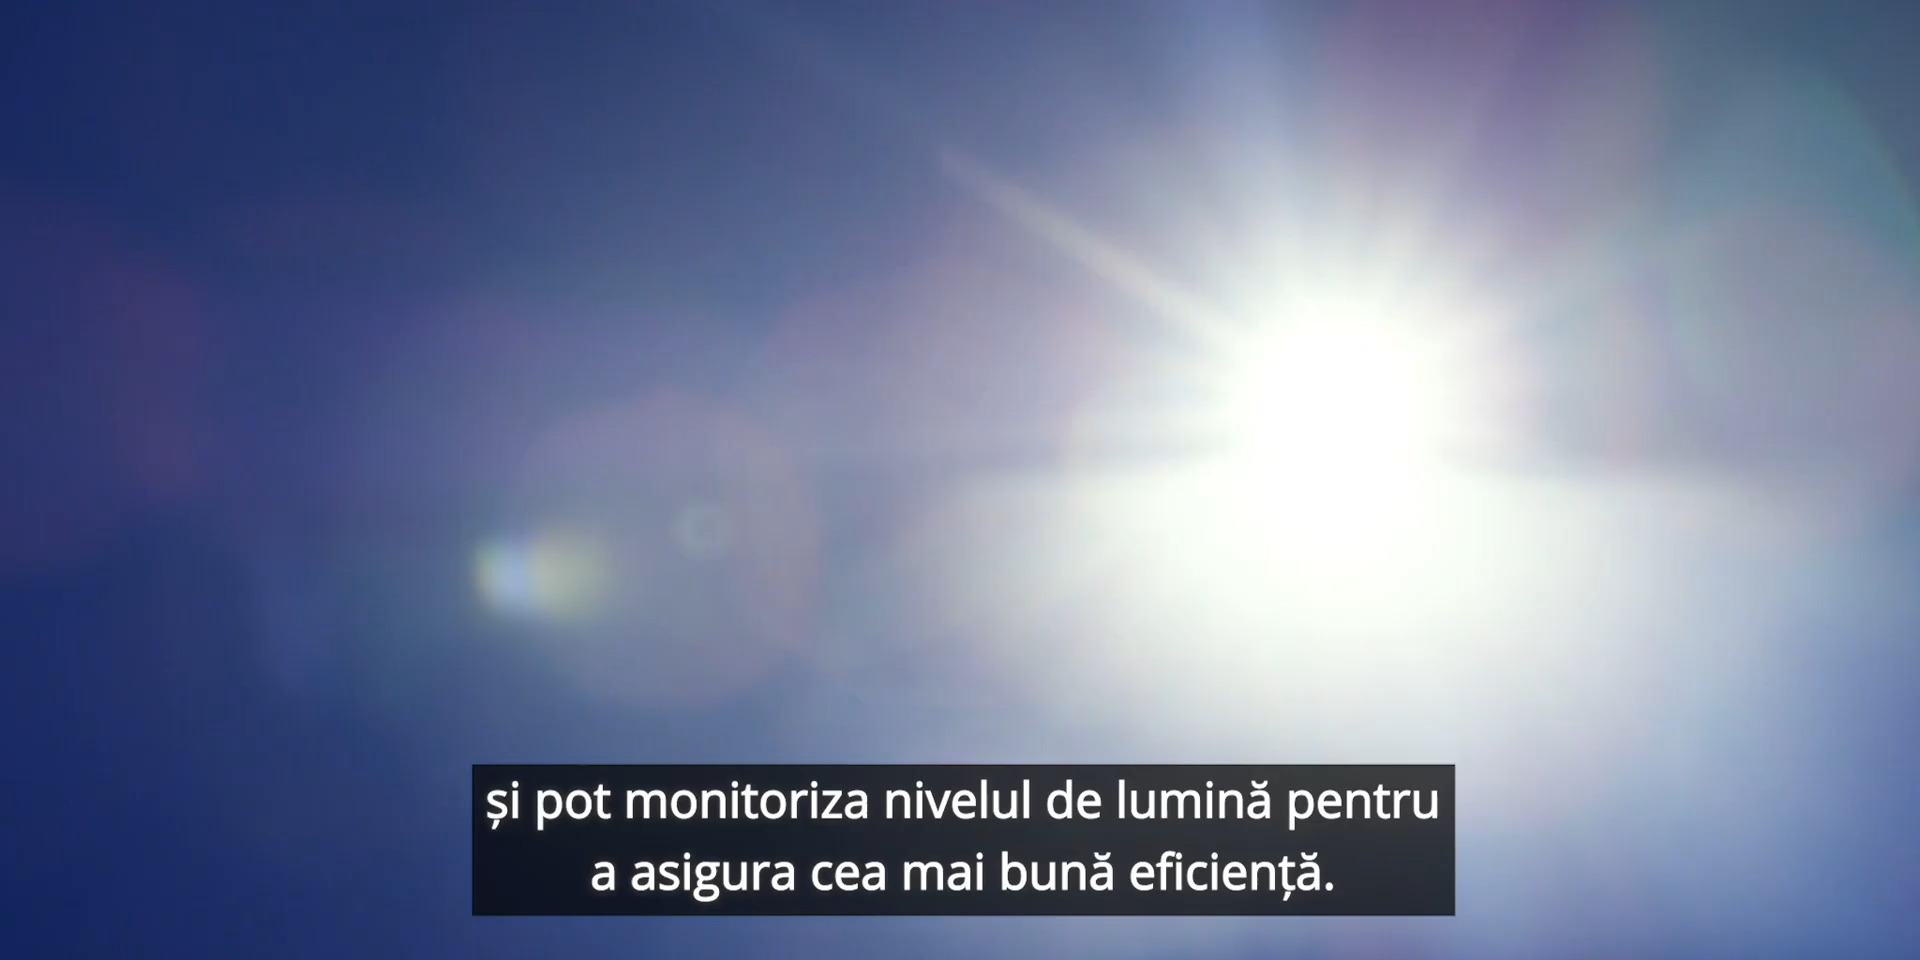 și pot monitoriza nivelul de lumină pentru
a asigura cea mai bună eficiență.